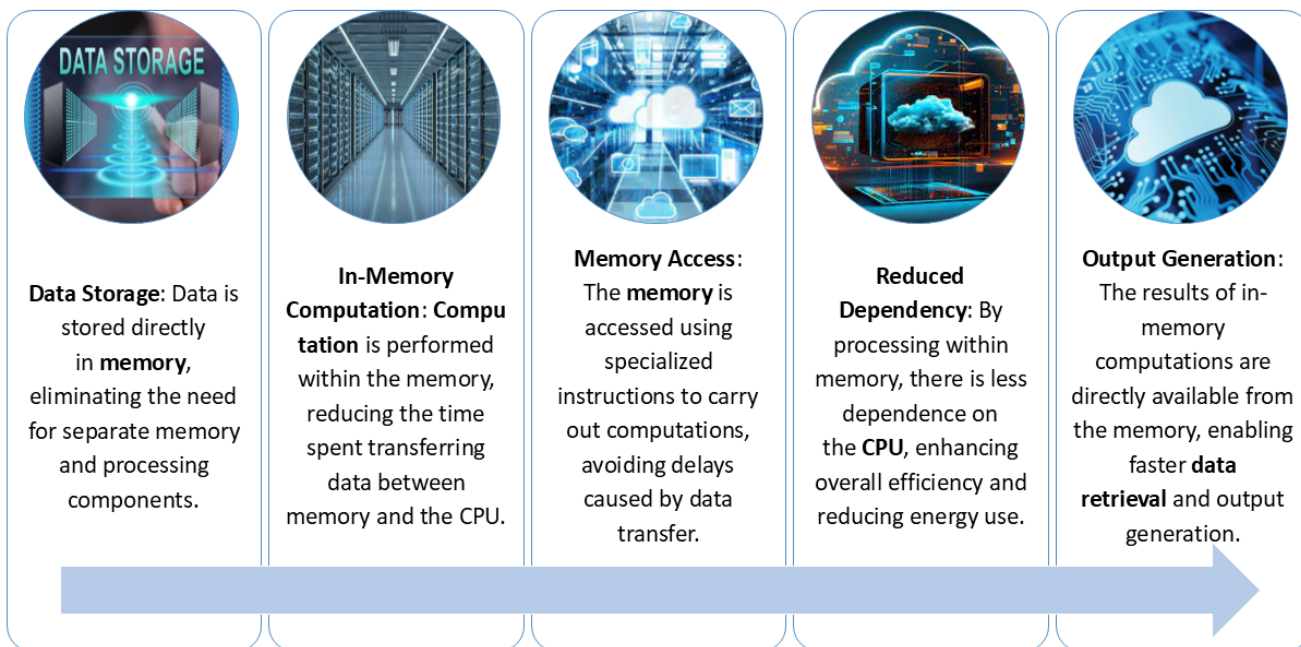 DATA STORAGE
Data Storage: Data is
stored directly
in memory,
eliminating the need
for separate memory
and processing
components.
In-Memory
Computation: Compu
tation is performed
within the memory,
reducing the time
spent transferring
data between
memory and the CPU.
Memory Access:
The memory is
accessed using
specialized
instructions to carry
out computations,
avoiding delays
caused by data
transfer.
Reduced
Dependency: By
processing within
memory, there is less
dependence on
the CPU, enhancing
overall efficiency and
reducing energy use.
Output Generation:
The results of in-
memory
computations are
directly available from
the memory, enabling
faster data
retrieval and output
generation.